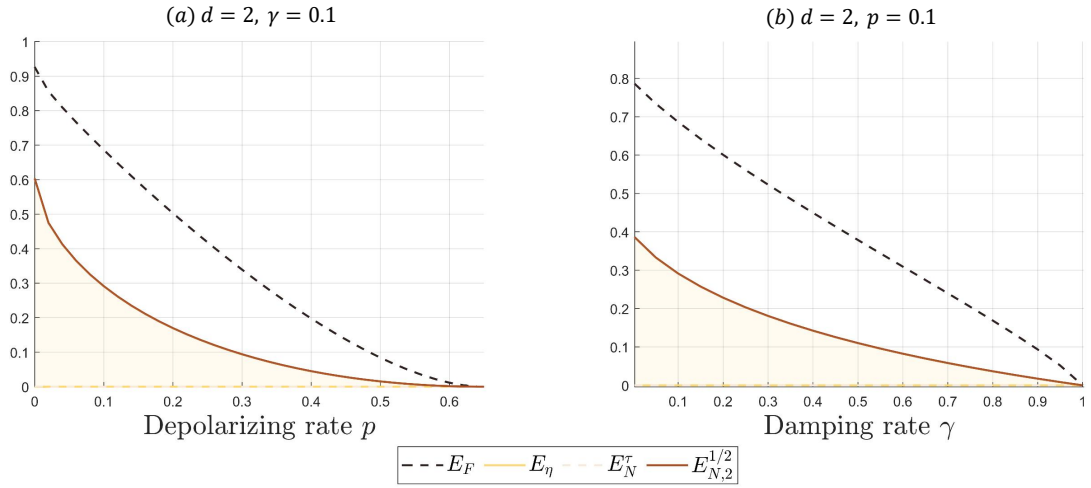 (a) d = 2, γ = 0.1
1
0.9
0.8
0.7
0.6
0.5
0.4
0.3
0.2
0.1
0
0 0.1 0.2 0.3 0.4 0.5 0.6
Depolarizing rate p
(b) d = 2, p = 0.1
0.8
0.7
0.6
0.5
0.4
0.3
0.2
0.1
0
0.1 0.2 0.3 0.4 0.5 0.6 0.7 0.8 0.9 1
Damping rate γ
E_F E_η E_N^τ E_{N,2}^{1/2}